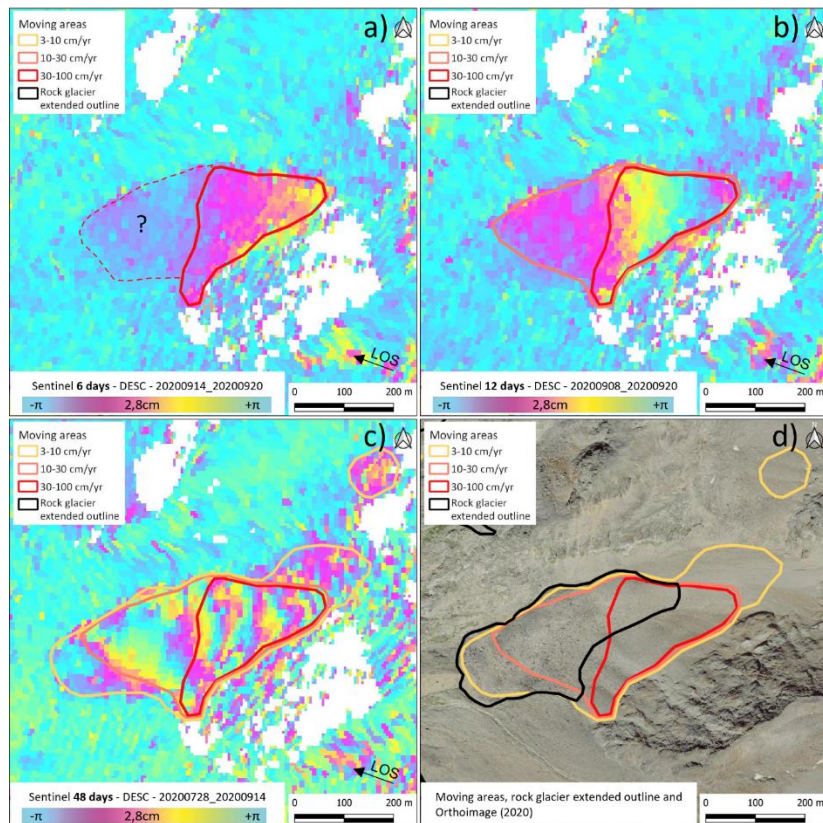 a)
Moving areas
3-10 cm/yr
10-30 cm/yr
30-100 cm/yr
Rock glacier
extended outline
?
LOS
Sentinel 6 days - DESC - 20200914_20200920
-π 2,8cm +π
100 200 m
b)
Moving areas
3-10 cm/yr
10-30 cm/yr
30-100 cm/yr
Rock glacier
extended outline
LOS
Sentinel 12 days - DESC - 20200908_20200920
-π 2,8cm +π
100 200 m
c)
Moving areas
3-10 cm/yr
10-30 cm/yr
30-100 cm/yr
Rock glacier
extended outline
LOS
Sentinel 48 days - DESC - 20200728_20200914
-π 2,8cm +π
100 200 m
d)
Moving areas
3-10 cm/yr
10-30 cm/yr
30-100 cm/yr
Rock glacier
extended outline
Moving areas, rock glacier extended outline and
Orthoimage (2020)
100 200 m